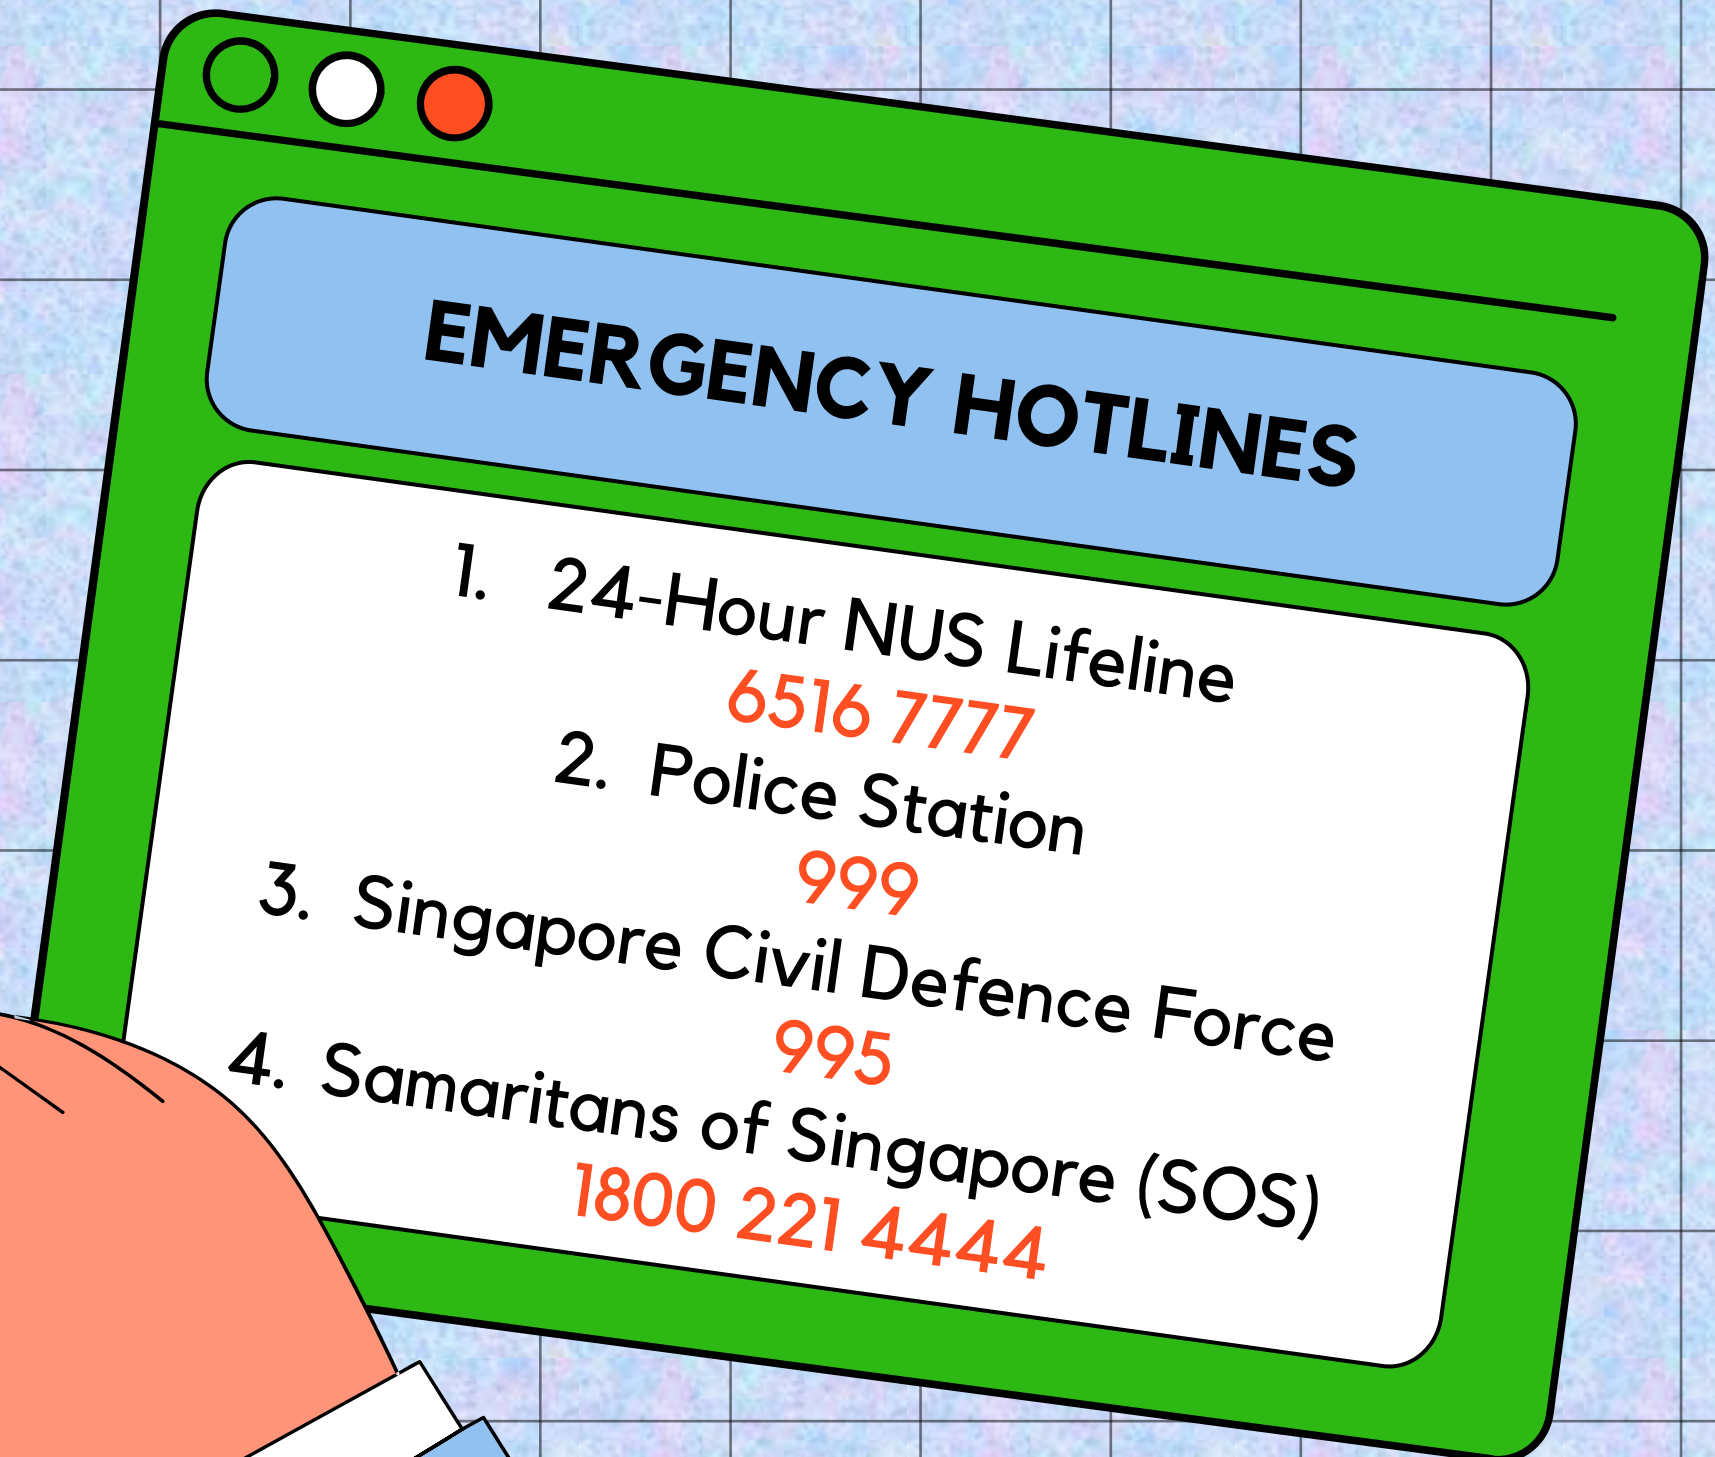 EMERGENCY HOTLINES
1. 24-Hour NUS Lifeline
6516 7777
2. Police Station
999
3. Singapore Civil Defence Force
995
4. Samaritans of Singapore (SOS)
1800 221 4444